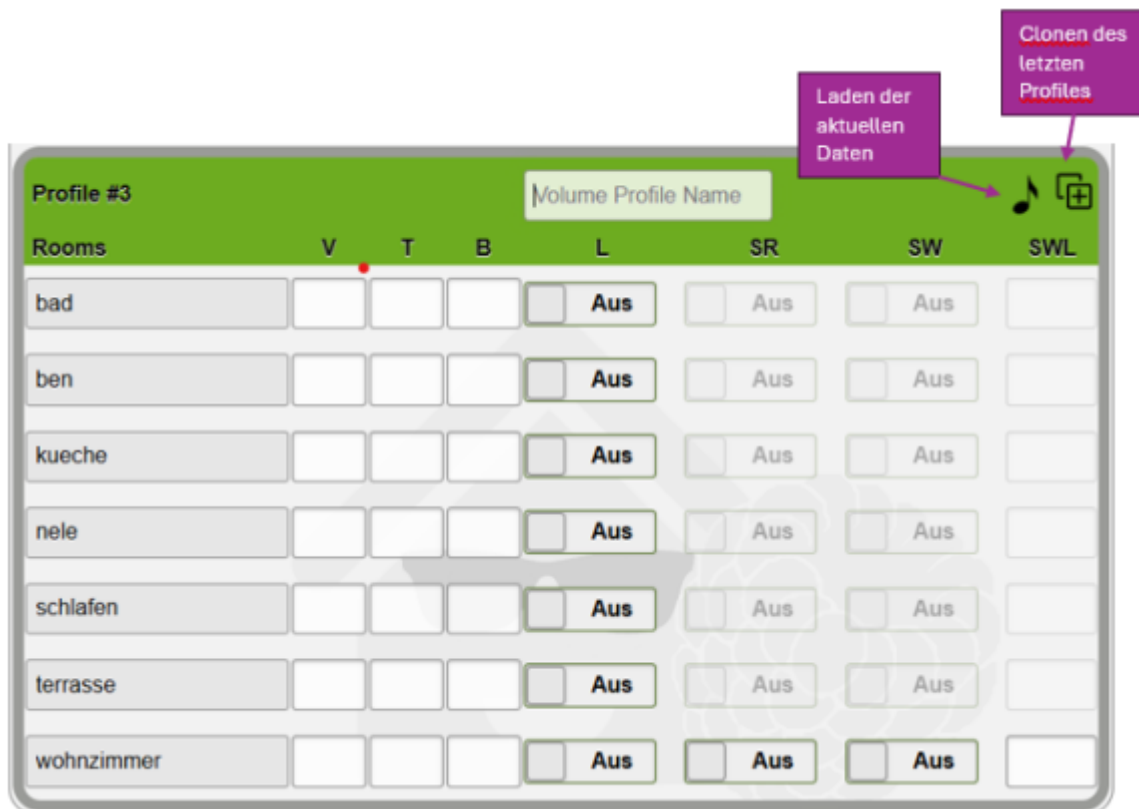 Clonen des
letzten
Profiles
Laden der
aktuellen
Daten
Profile #3 Volume Profile Name
Rooms V T B L SR SW SWL
bad Aus Aus Aus
ben Aus Aus Aus
kueche Aus Aus Aus
nele Aus Aus Aus
schlafen Aus Aus Aus
terrasse Aus Aus Aus
wohnzimmer Aus Aus Aus